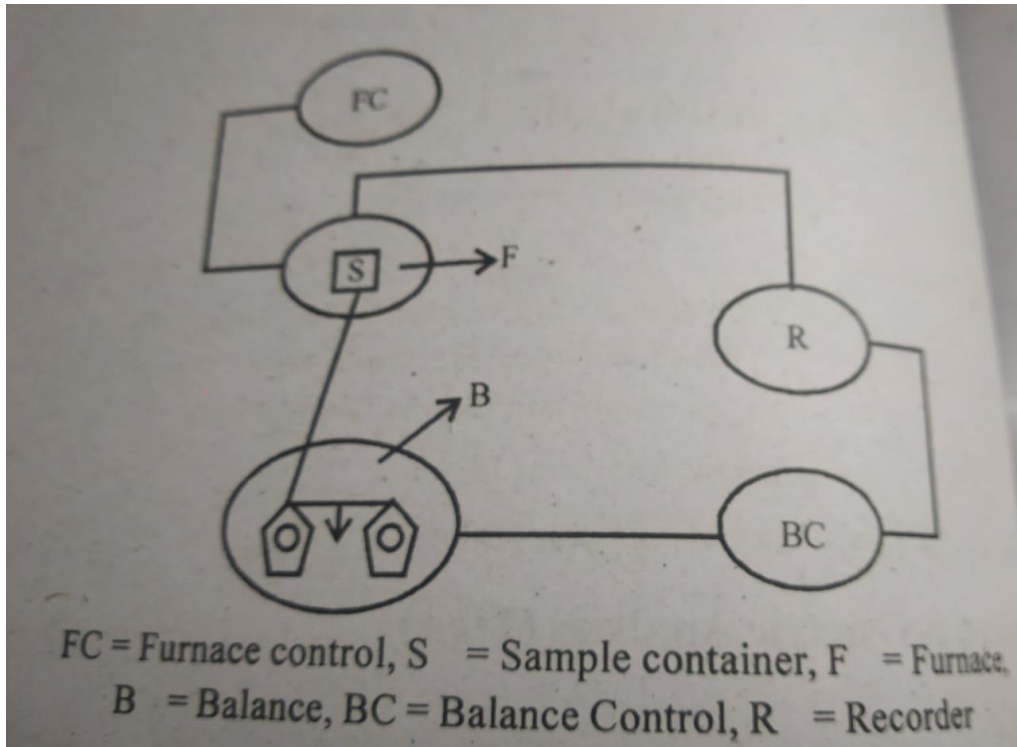 FC
S
F
R
B
BC
FC = Furnace control, S = Sample container, F = Furnace,
B = Balance, BC = Balance Control, R = Recorder